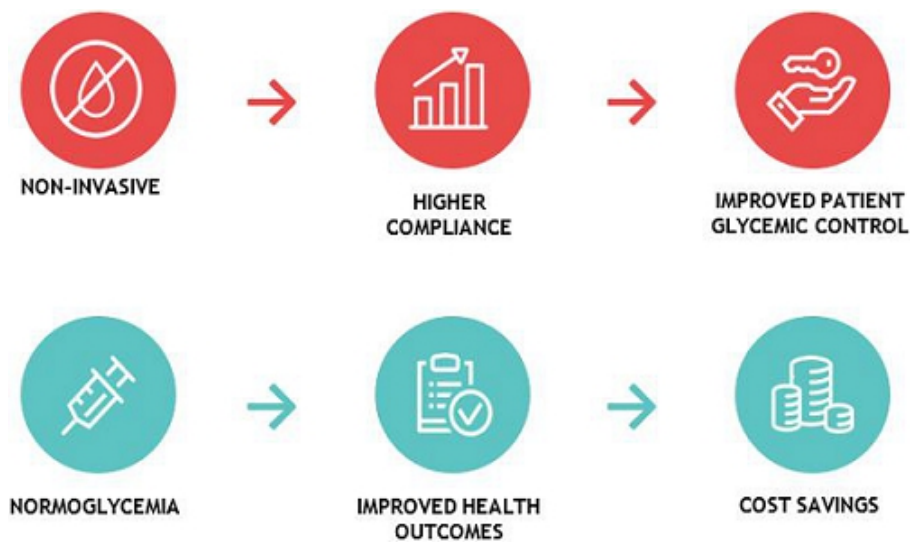 NON-INVASIVE
HIGHER
COMPLIANCE
IMPROVED PATIENT
GLYCEMIC CONTROL
NORMOGLYCEMIA
IMPROVED HEALTH
OUTCOMES
COST SAVINGS